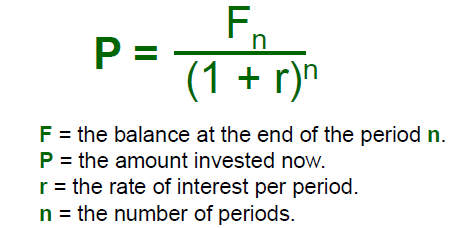 P = Fₙ / (1 + r)ⁿ
F = the balance at the end of the period n.
P = the amount invested now.
r = the rate of interest per period.
n = the number of periods.